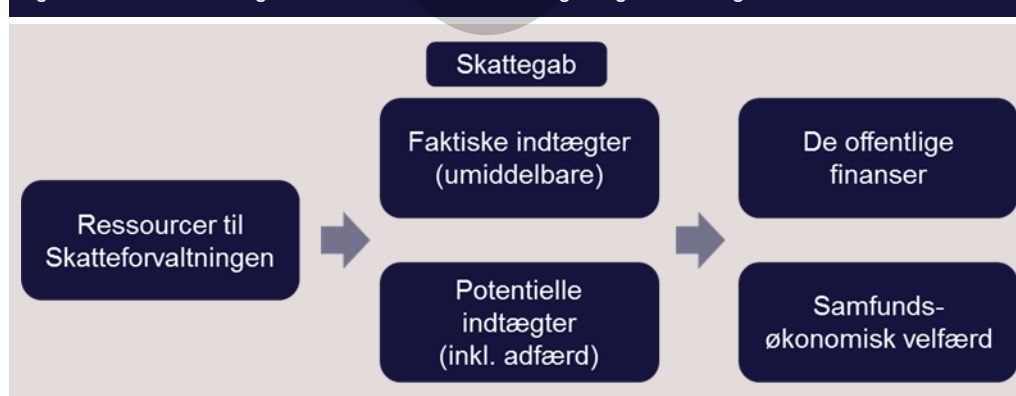 Skattegab
Faktiske indtægter
(umiddelbare)
De offentlige
finanser
Ressourcer til
Skatteforvaltningen
Potentielle
indtægter
(inkl. adfærd)
Samfunds-
økonomisk velfærd